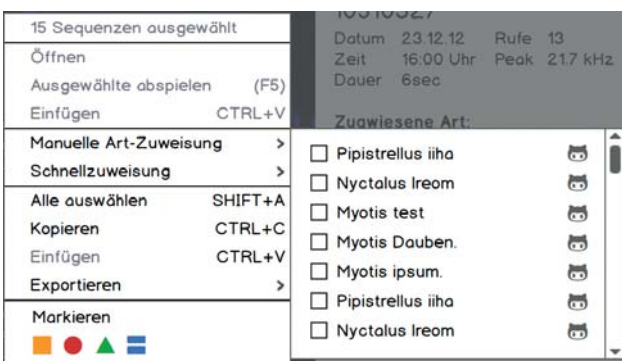 15 Sequenzen ausgewählt
Öffnen
Ausgewählte abspielen (F5)
Einfügen CTRL+V
Manuelle Art-Zuweisung >
Schnellzuweisung >
Alle auswählen SHIFT+A
Kopieren CTRL+C
Einfügen CTRL+V
Exportieren >
Markieren
Datum 23.12.12 Rufe 13
Zeit 16:00 Uhr Peak 21.7 kHz
Dauer 6sec
Zugwiesene Art:
Pipistrellus iiha
Nyctalus lreom
Myotis test
Myotis Dauben.
Myotis ipsum.
Pipistrellus iiha
Nyctalus lreom